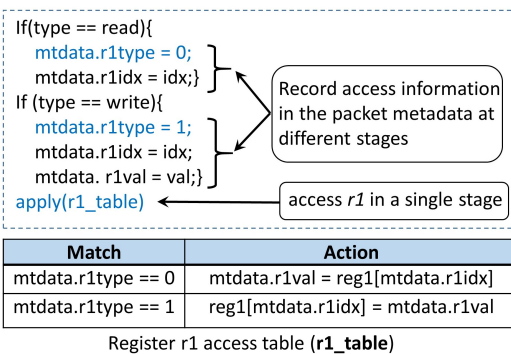 If(type == read){
mtdata.r1type = 0;
mtdata.r1idx = idx;}
If (type == write){
mtdata.r1type = 1;
mtdata.r1idx = idx;
mtdata. r1val = val;}
apply(r1_table)
Record access information
in the packet metadata at
different stages
access r1 in a single stage
Match Action
mtdata.r1type == 0 mtdata.r1val = reg1[mtdata.r1idx]
mtdata.r1type == 1 reg1[mtdata.r1idx] = mtdata.r1val
Register r1 access table (r1_table)